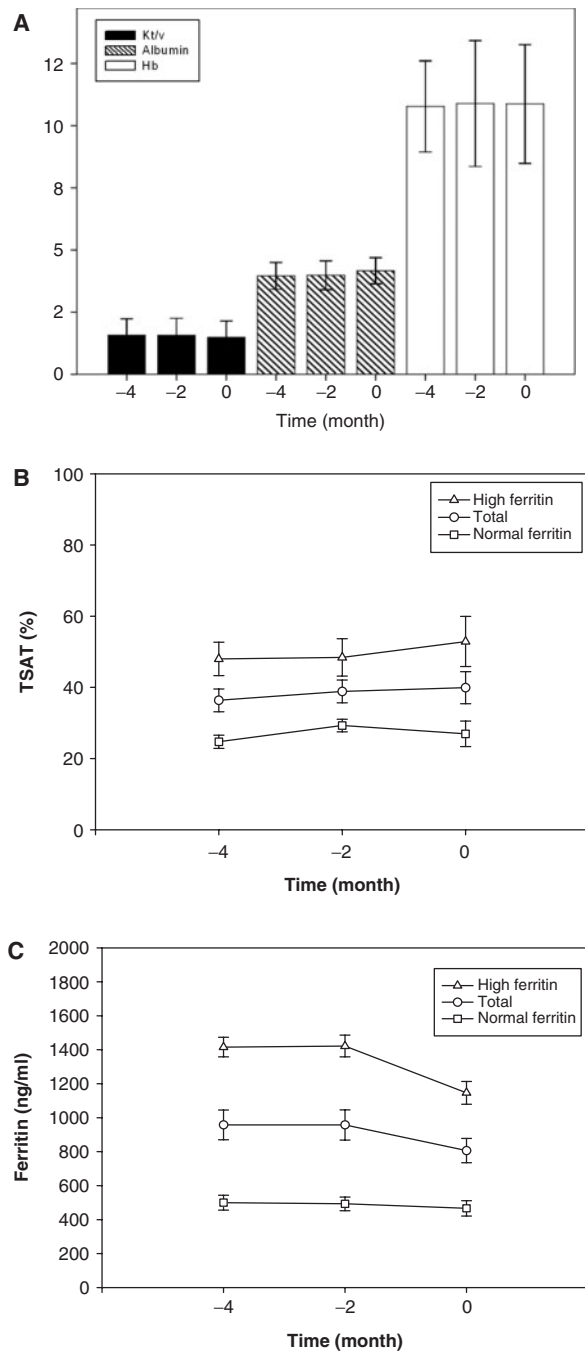 A
Kt/v
Albumin
Hb
12
10
8
5
2
0
−4 −2 0 −4 −2 0 −4 −2 0
Time (month)
B
High ferritin
Total
Normal ferritin
100
80
60
40
20
0
TSAT (%)
−4 −2 0
Time (month)
C
High ferritin
Total
Normal ferritin
2000
1800
1600
1400
1200
1000
800
600
400
200
0
Ferritin (ng/ml)
−4 −2 0
Time (month)